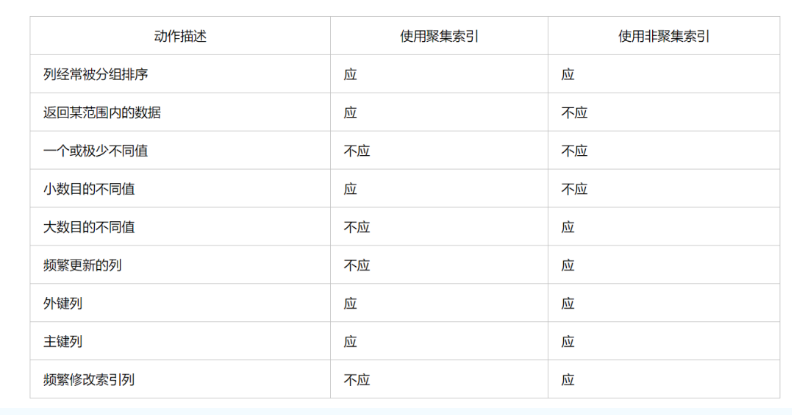 动作描述 使用聚集索引 使用非聚集索引
列经常被分组排序 应 应
返回某范围内的数据 应 不应
一个或极少不同值 不应 不应
小数目的不同值 应 不应
大数目的不同值 不应 应
频繁更新的列 不应 应
外键列 应 应
主键列 应 应
频繁修改索引列 不应 应